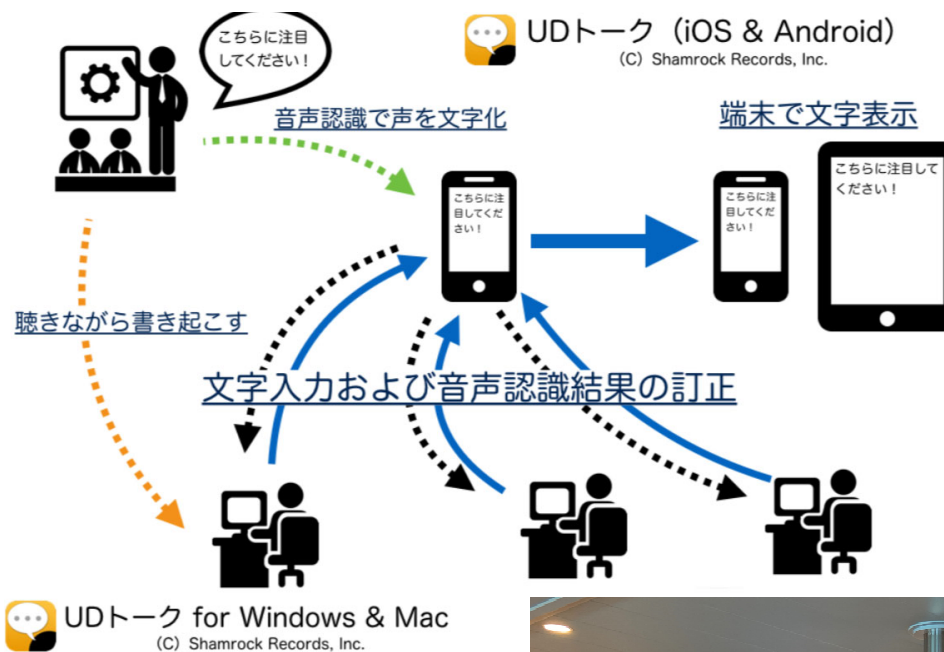 こちらに注目
してください！
UDトーク（iOS & Android）
(C) Shamrock Records, Inc.
音声認識で声を文字化
端末で文字表示
こちらに注
目してくだ
さい！
こちらに注
目してくだ
さい！
こちらに注目して
ください！
聴きながら書き起こす
文字入力および音声認識結果の訂正
UDトーク for Windows & Mac
(C) Shamrock Records, Inc.